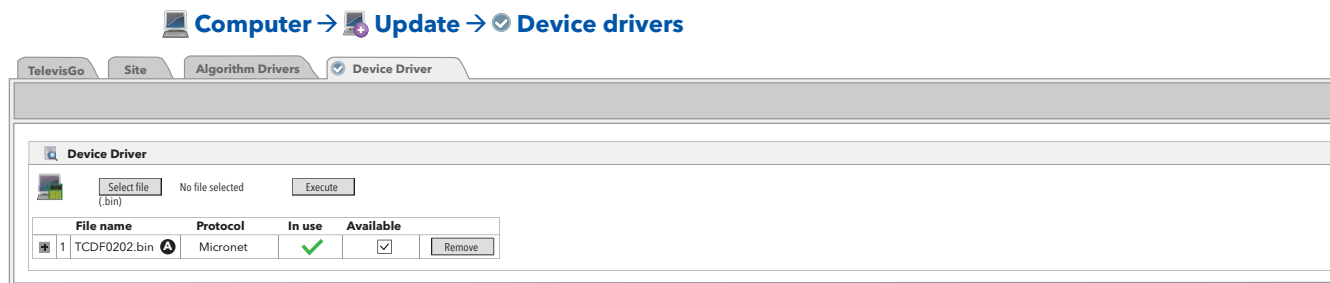 Computer → Update → Device drivers
TelevisGo Site Algorithm Drivers Device Driver
Device Driver
Select file No file selected Execute
(.bin)
File name Protocol In use Available
1 TCDF0202.bin A Micronet Remove